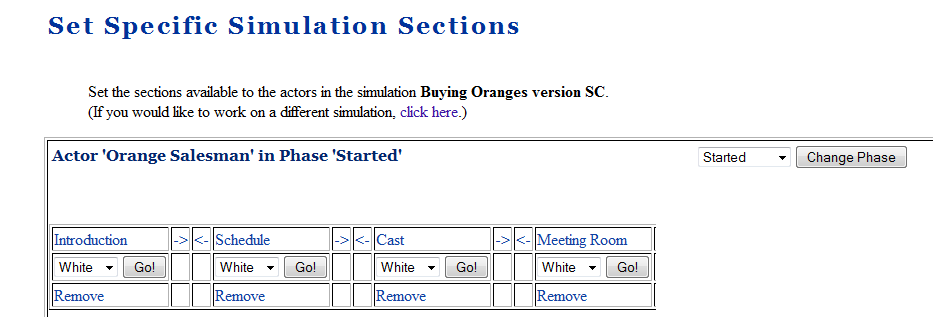 Set Specific Simulation Sections
Set the sections available to the actors in the simulation Buying Oranges version SC.
(If you would like to work on a different simulation, click here.)
Actor 'Orange Salesman' in Phase 'Started' Started Change Phase
Introduction -> <- Schedule -> <- Cast -> <- Meeting Room
White Go! White Go! White Go! White Go!
Remove Remove Remove Remove